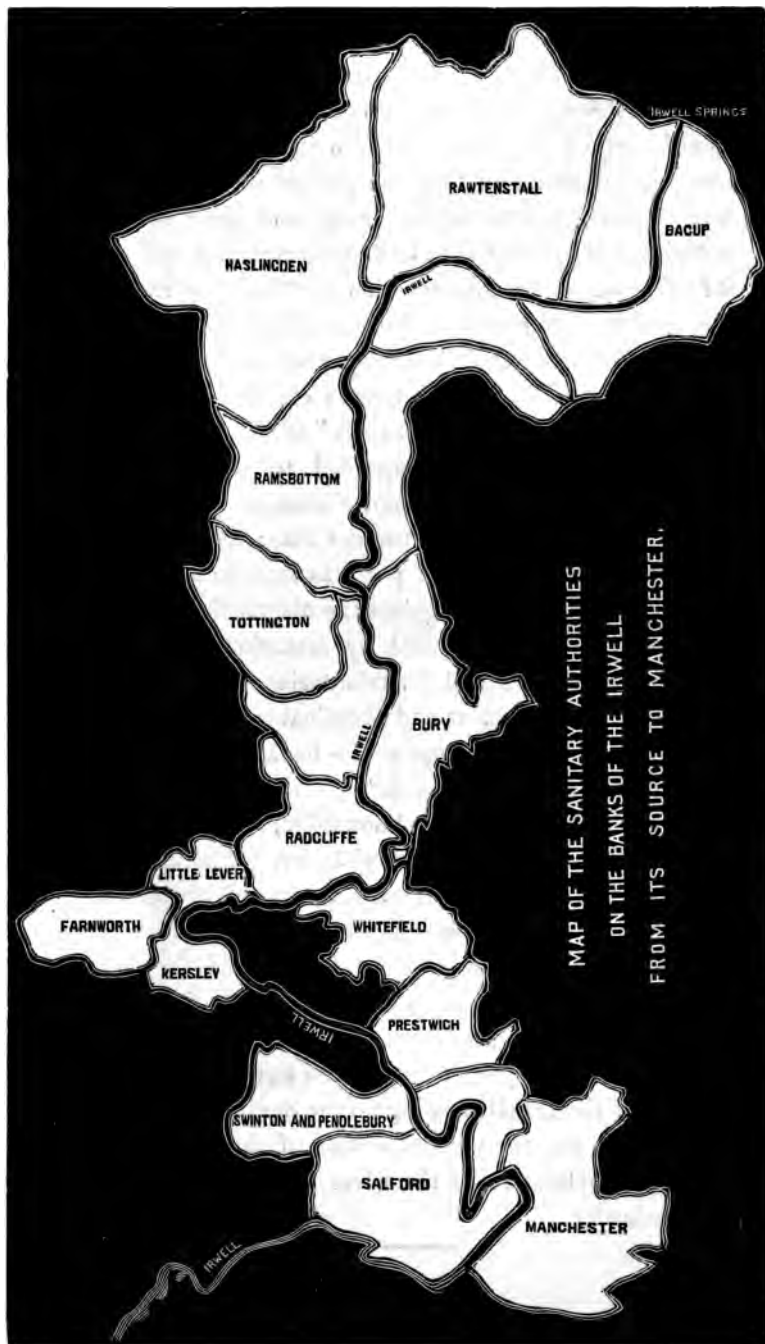 IRWELL SPRINGS
RAWTENSTALL
BACUP
HASLINGDEN
IRWELL
RAMSBOTTOM
TOTTINGTON
BURY
IRWELL
RADCLIFFE
LITTLE LEVER
FARNWORTH
WHITEFIELD
KERSLEY
IRWELL
PRESTWICH
SWINTON AND PENDLEBURY
SALFORD
MANCHESTER
IRWELL
MAP OF THE SANITARY AUTHORITIES
ON THE BANKS OF THE IRWELL
FROM ITS SOURCE TO MANCHESTER.